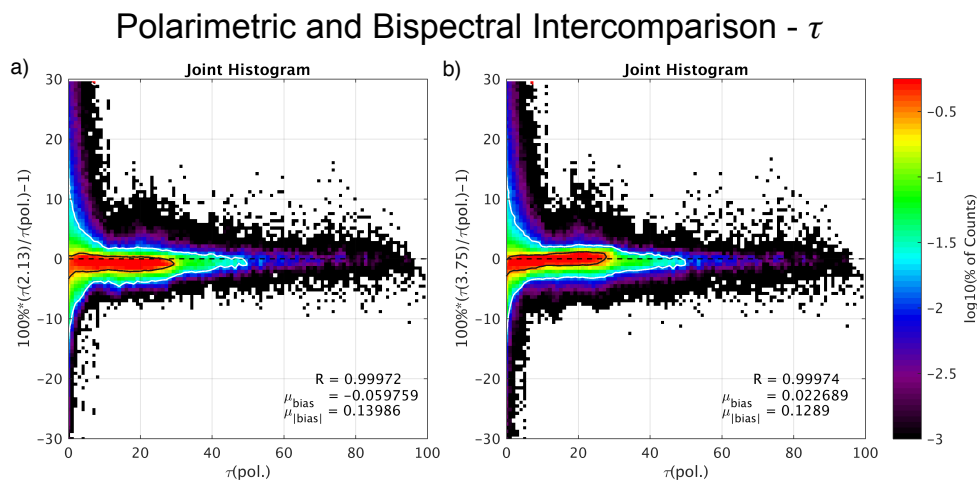 Polarimetric and Bispectral Intercomparison - τ
a)
Joint Histogram
100%*(τ(2.13)/τ(pol.)−1)
30
20
10
0
−10
−20
−30
R = 0.99972
μbias = −0.059759
μ|bias| = 0.13986
0 20 40 60 80 100
τ(pol.)
b)
Joint Histogram
100%*(τ(3.75)/τ(pol.)−1)
30
20
10
0
−10
−20
−30
R = 0.99974
μbias = 0.022689
μ|bias| = 0.1289
0 20 40 60 80 100
τ(pol.)
−0.5
−1
−1.5
−2
−2.5
−3
log10(% of Counts)